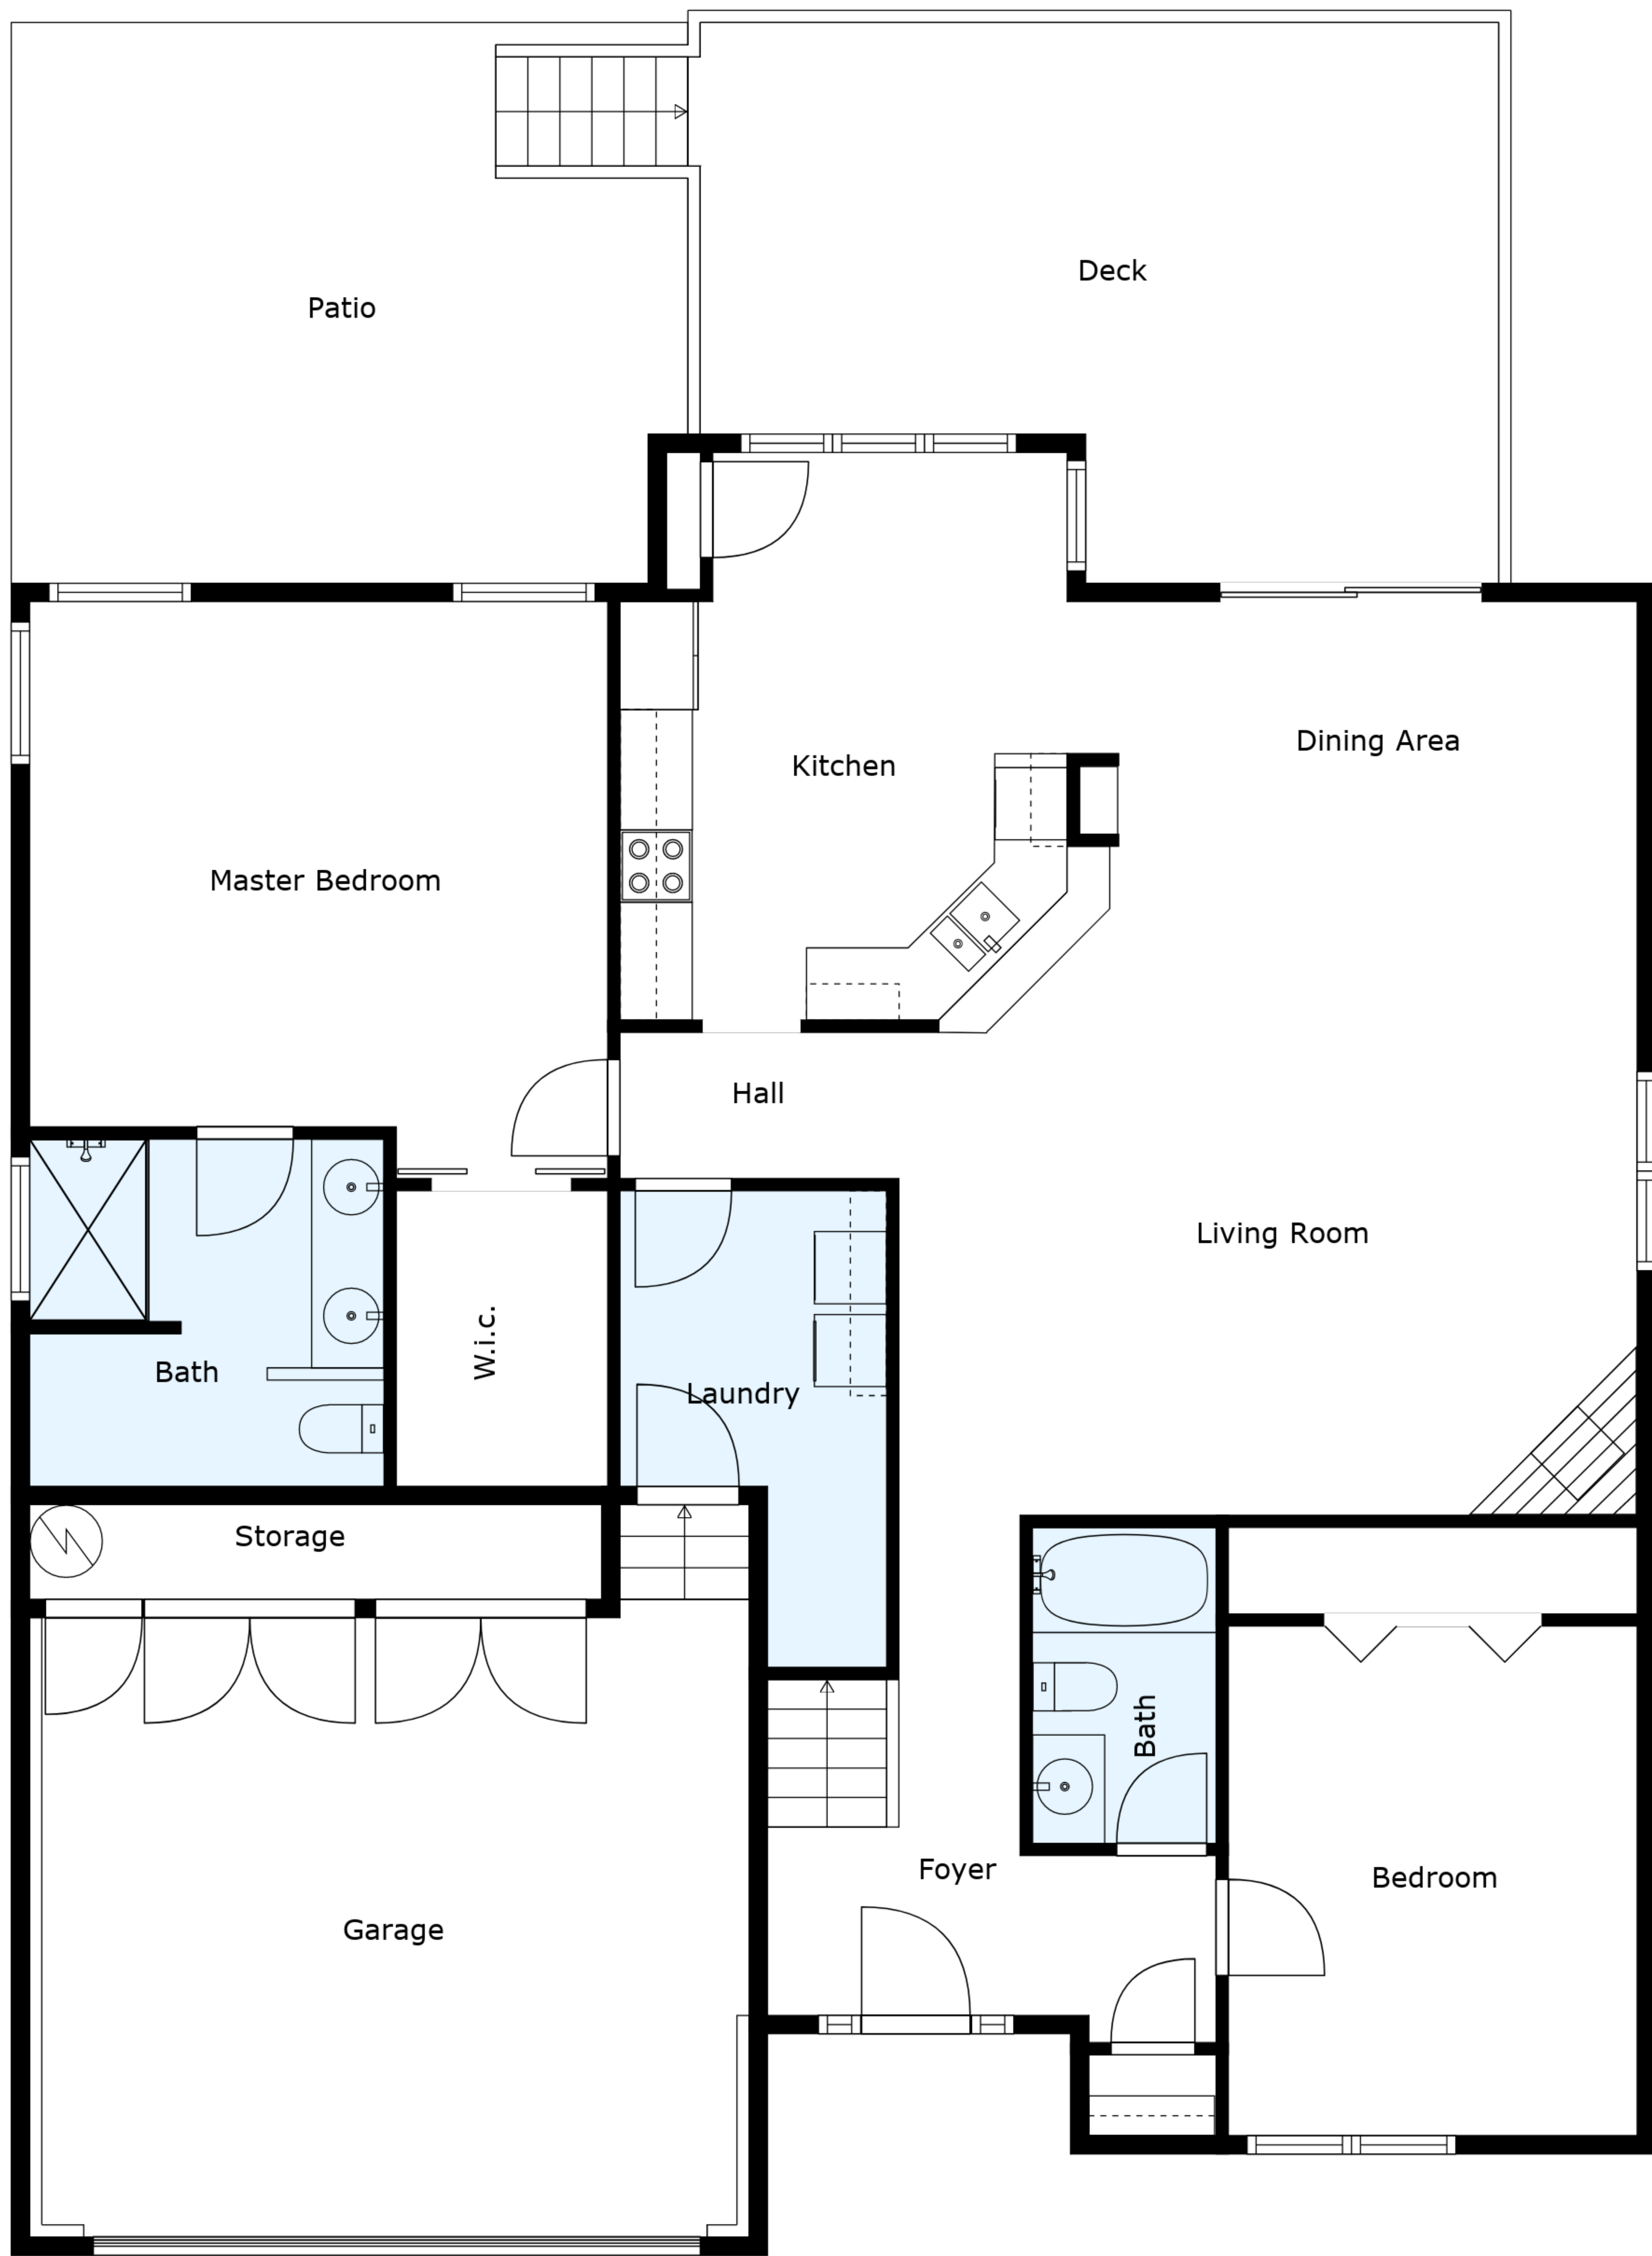 Deck
Patio
Dining Area
Kitchen
Master Bedroom
Hall
Living Room
W.i.c.
Bath
Laundry
Storage
Bath
Foyer
Bedroom
Garage